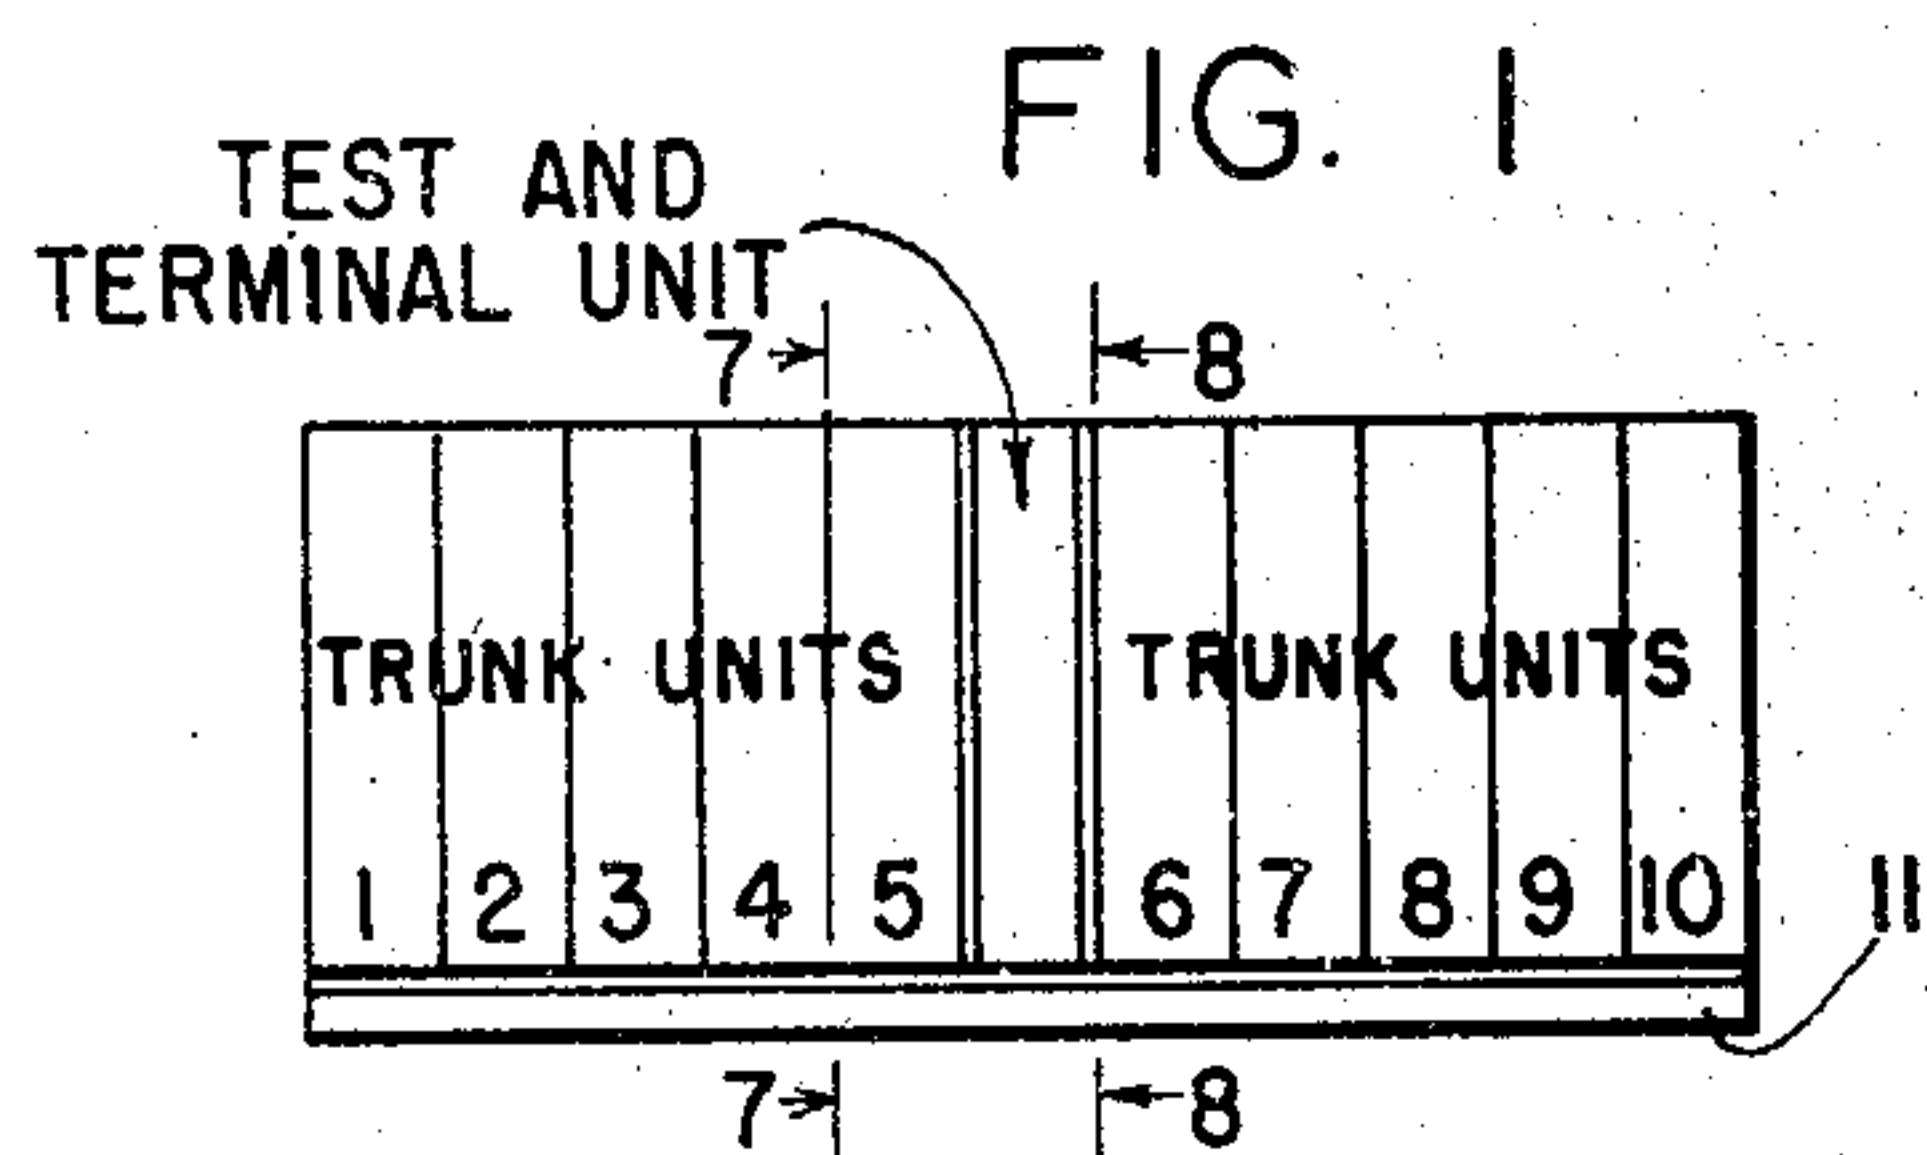 FIG. 1
TEST AND
TERMINAL UNIT
7 8
TRUNK UNITS TRUNK UNITS
1 2 3 4 5 6 7 8 9 10
11
7 8